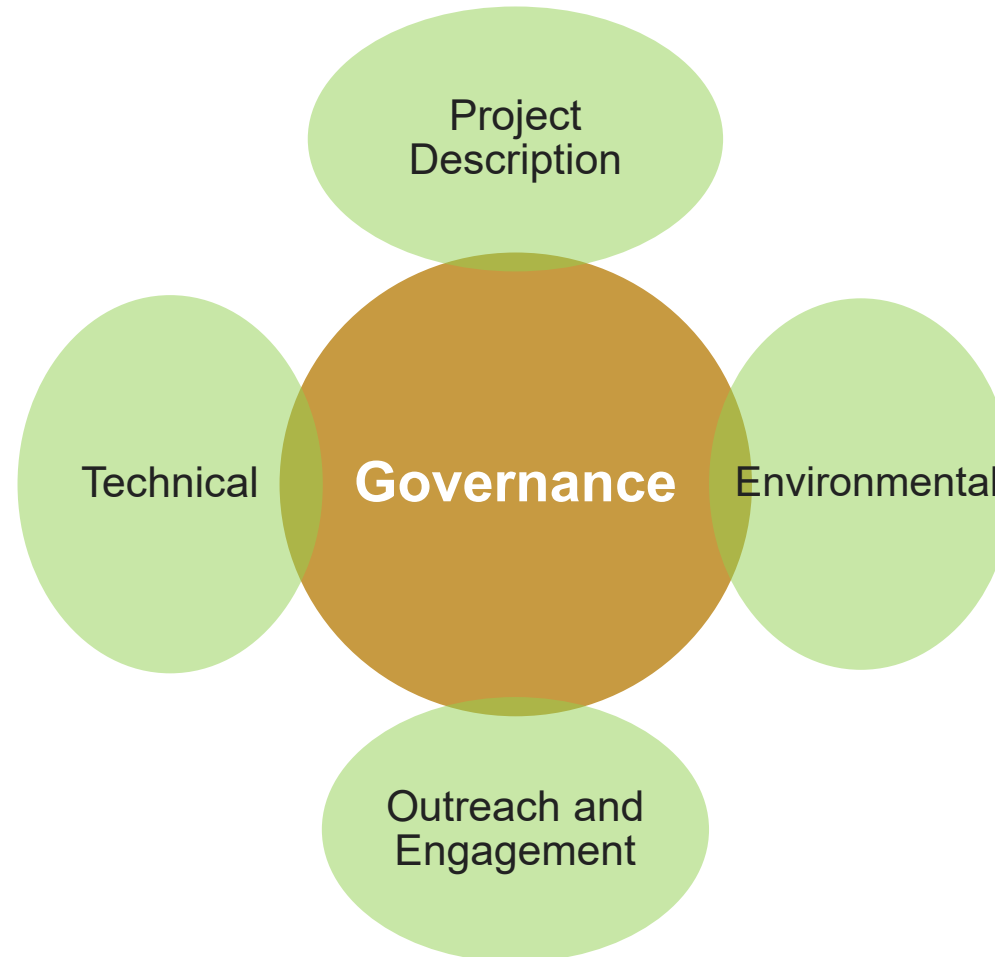 Project
Description
Technical
Governance
Environmental
Outreach and
Engagement